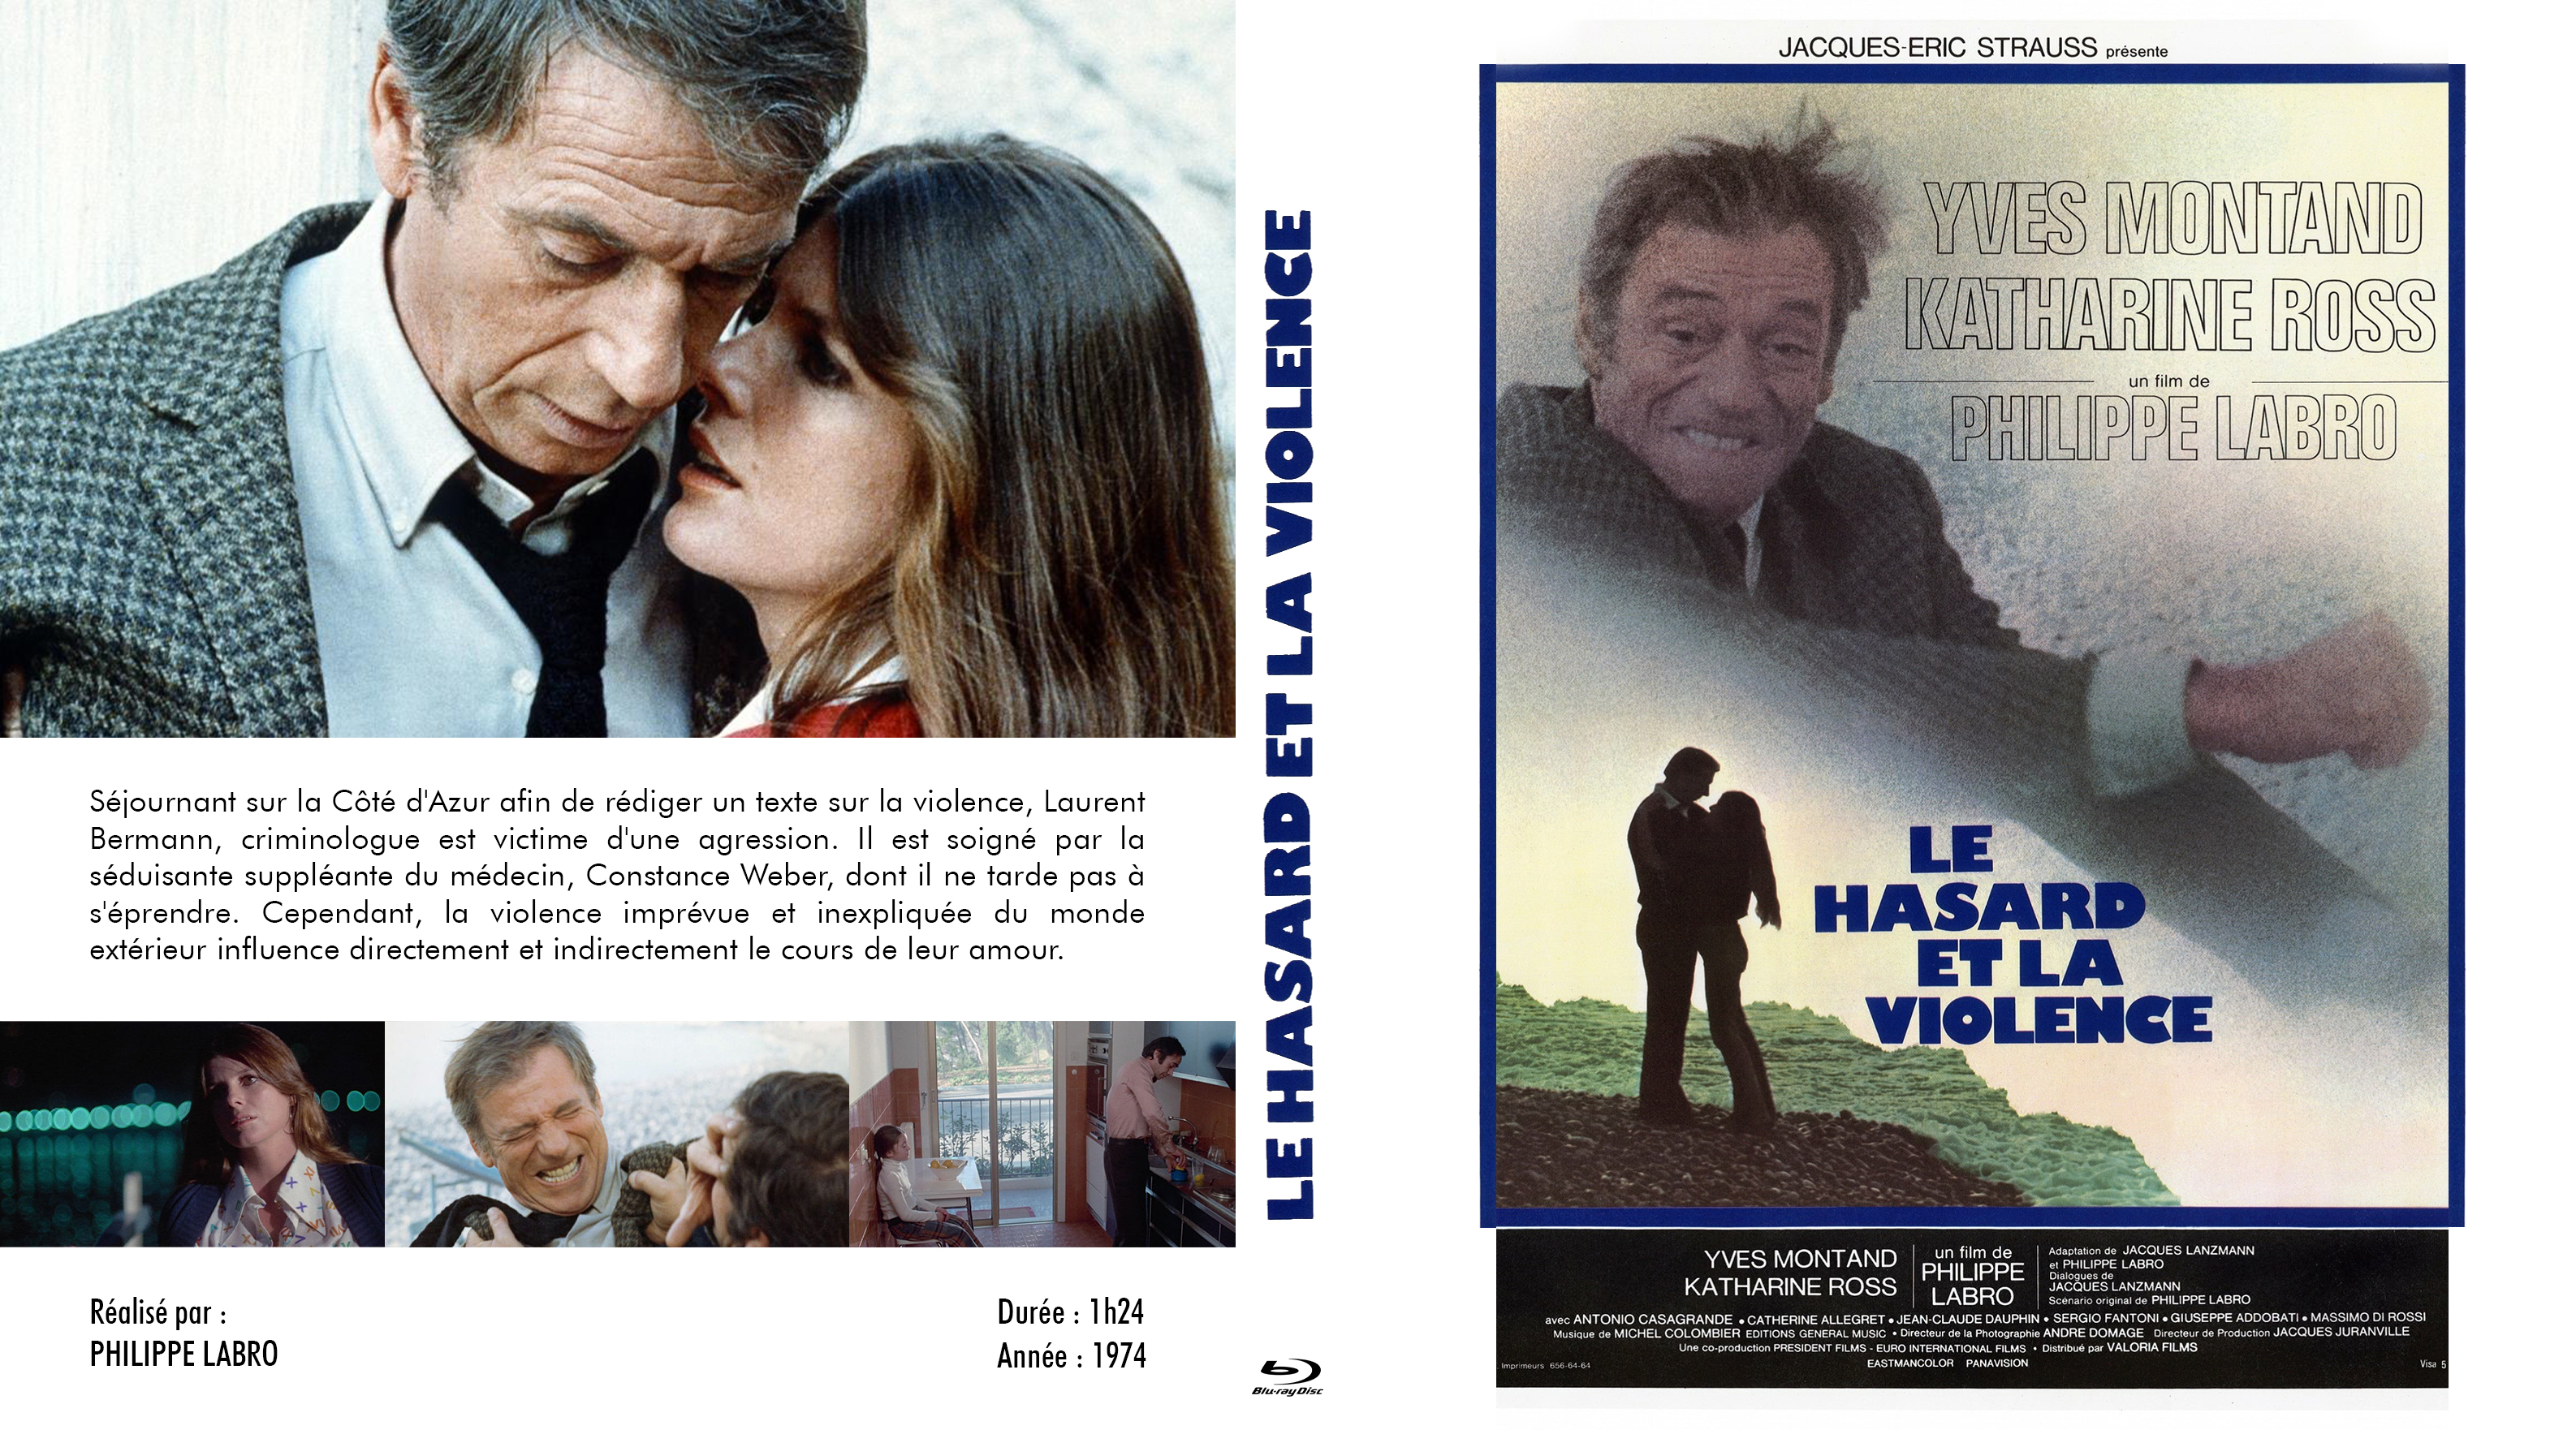 Séjournant sur la Côté d'Azur afin de rédiger un texte sur la violence, Laurent
Bermann, criminologue est victime d'une agression. Il est soigné par la
séduisante suppléante du médecin, Constance Weber, dont il ne tarde pas à
s'éprendre. Cependant, la violence imprévue et inexpliquée du monde
extérieur influence directement et indirectement le cours de leur amour.
Réalisé par :
PHILIPPE LABRO
Durée : 1h24
Année : 1974
LE HASARD ET LA VIOLENCE
Blu-ray Disc
JACQUES-ERIC STRAUSS présente
YVES MONTAND
KATHARINE ROSS
un film de
PHILIPPE LABRO
LE
HASARD
ET LA
VIOLENCE
YVES MONTAND
KATHARINE ROSS
un film de
PHILIPPE
LABRO
Adaptation de JACQUES LANZMANN
et PHILIPPE LABRO
Dialogues de
JACQUES LANZMANN
Scénario original de PHILIPPE LABRO
avec ANTONIO CASAGRANDE • CATHERINE ALLEGRET • JEAN-CLAUDE DAUPHIN • SERGIO FANTONI • GIUSEPPE ADDOBATI • MASSIMO DI ROSSI
Musique de MICHEL COLOMBIER EDITIONS GENERAL MUSIC • Directeur de la Photographie ANDRE DOMAGE Directeur de Production JACQUES JURANVILLE
Une co-production PRESIDENT FILMS - EURO INTERNATIONAL FILMS • Distribué par VALORIA FILMS
EASTMANCOLOR PANAVISION
Imprimeurs 656-64-64
Visa 5